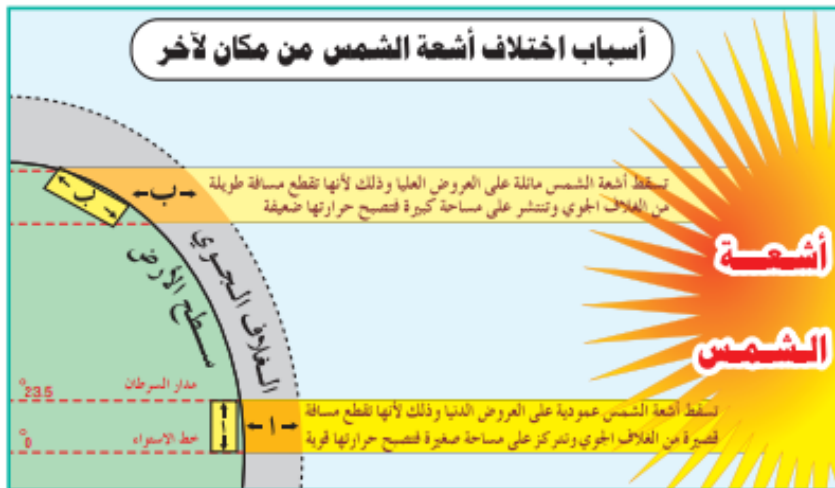 أسباب اختلاف أشعة الشمس من مكان لآخر
تسقط أشعة الشمس مائلة على العروض العليا وذلك لأنها تقطع مسافة طويلة
من الغلاف الجوي وتنتشر على مساحة كبيرة فتصبح حرارتها ضعيفة
ب
ب
أشعة
الشمس
الغلاف الجوي
سطح الأرض
تسقط أشعة الشمس عمودية على العروض الدنيا وذلك لأنها تقطع مسافة
قصيرة من الغلاف الجوي وتتركز على مساحة صغيرة فتصبح حرارتها قوية
أ
أ
مدار السرطان
23.5°
خط الاستواء
0°